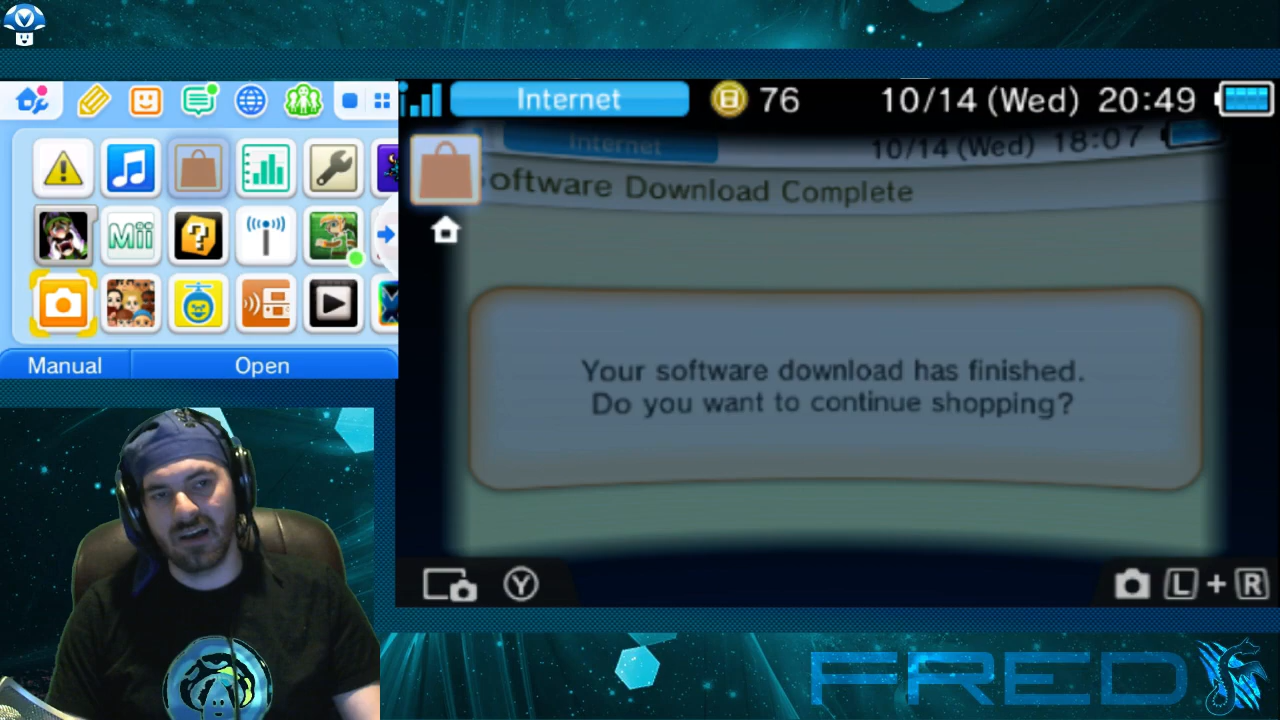 Internet 76 10/14 (Wed) 20:49
Internet 10/14 (Wed) 18:07
oftware Download Complete
Mii
?
Your software download has finished.
Do you want to continue shopping?
Manual Open
Y L + R
FRED